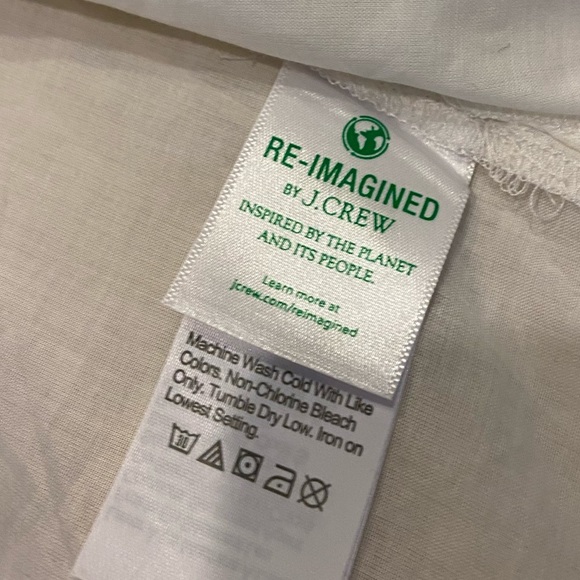 RE-IMAGINED
BY J.CREW
INSPIRED BY THE PLANET
AND ITS PEOPLE.
Learn more at
jcrew.com/reimagined
Machine Wash Cold With Like
Colors. Non-Chlorine Bleach
Only. Tumble Dry Low. Iron on
Lowest Setting.
30